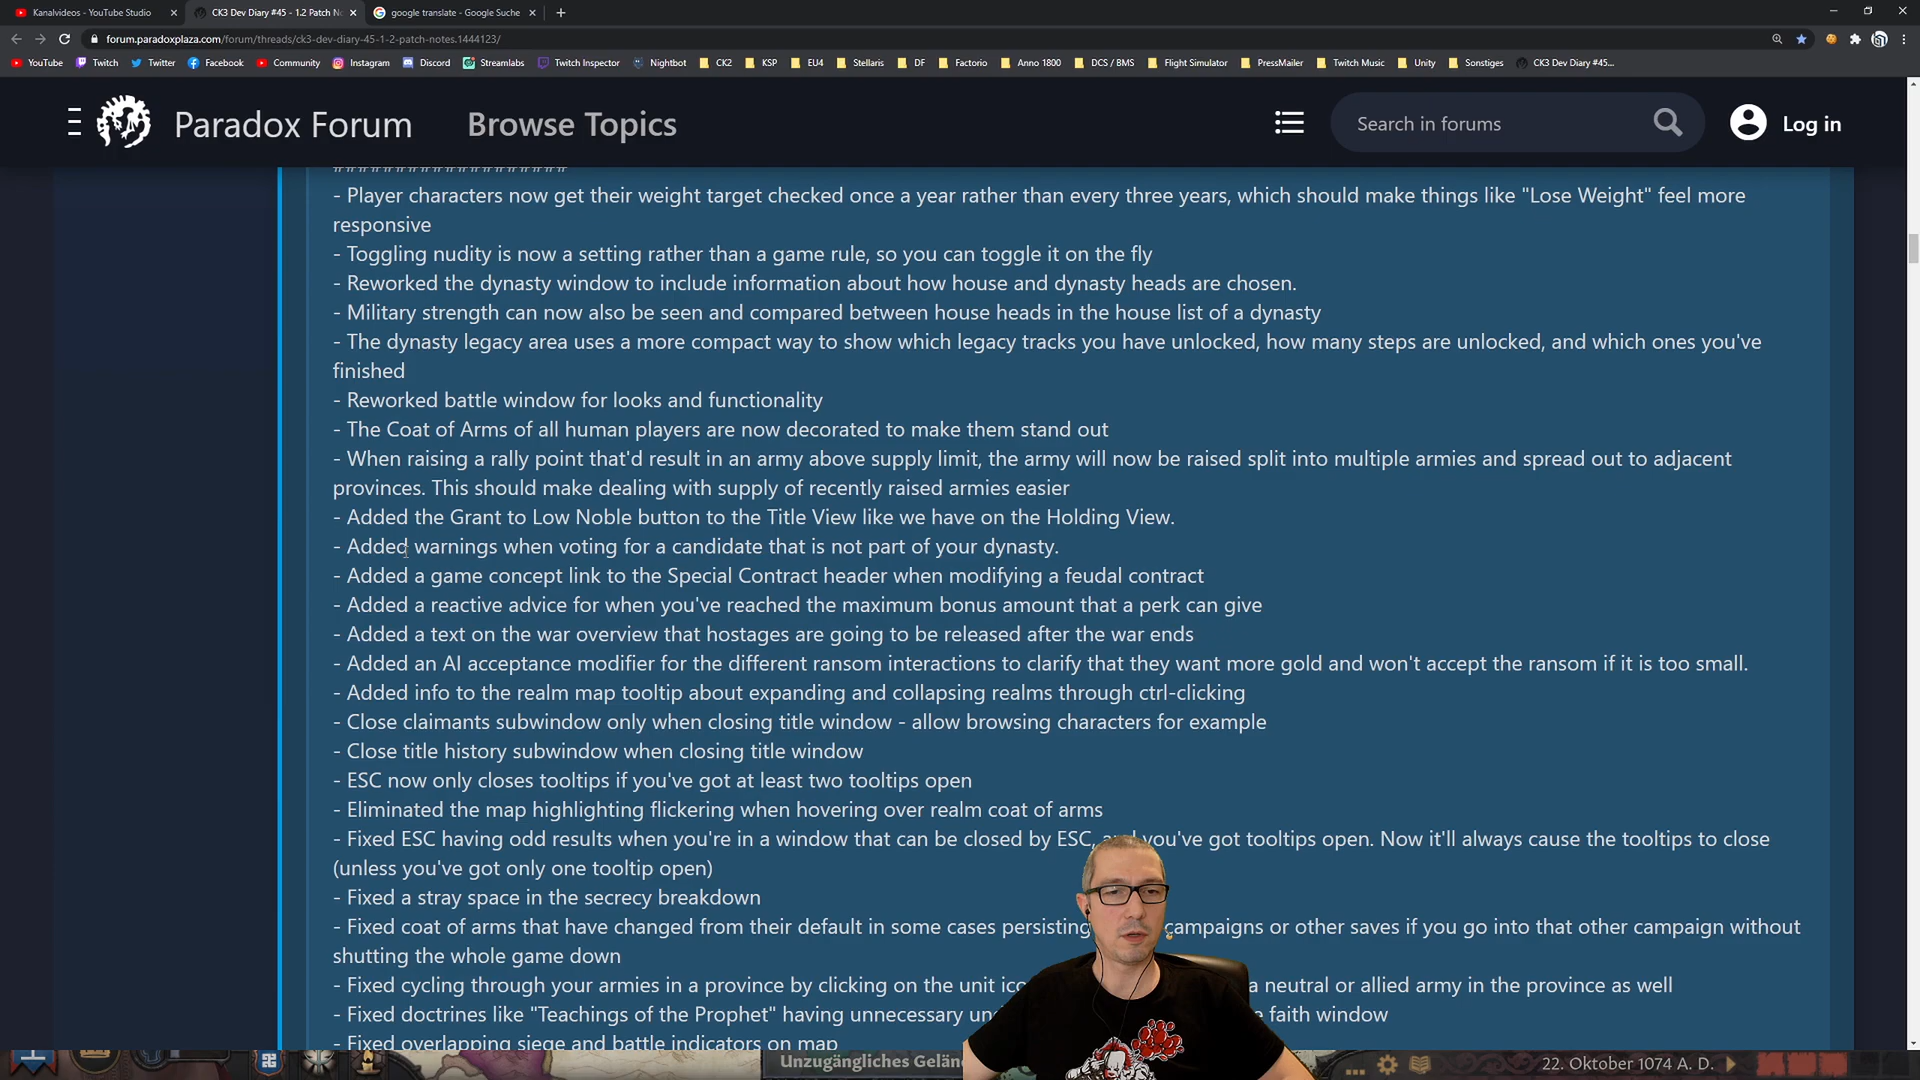 Kanalvideos - YouTube Studio
CK3 Dev Diary #45 - 1.2 Patch N
google translate - Google Suche
forum.paradoxplaza.com/forum/threads/ck3-dev-diary-45-1-2-patch-notes.1444123/
YouTube Twitch Twitter Facebook Community Instagram Discord Streamlabs Twitch Inspector Nightbot CK2 KSP EU4 Stellaris DF Factorio Anno 1800 DCS / BMS Flight Simulator PressMailer Twitch Music Unity Sonstiges CK3 Dev Diary #45...
Paradox Forum Browse Topics Search in forums Log in
- Player characters now get their weight target checked once a year rather than every three years, which should make things like "Lose Weight" feel more
responsive
- Toggling nudity is now a setting rather than a game rule, so you can toggle it on the fly
- Reworked the dynasty window to include information about how house and dynasty heads are chosen.
- Military strength can now also be seen and compared between house heads in the house list of a dynasty
- The dynasty legacy area uses a more compact way to show which legacy tracks you have unlocked, how many steps are unlocked, and which ones you've
finished
- Reworked battle window for looks and functionality
- The Coat of Arms of all human players are now decorated to make them stand out
- When raising a rally point that'd result in an army above supply limit, the army will now be raised split into multiple armies and spread out to adjacent
provinces. This should make dealing with supply of recently raised armies easier
- Added the Grant to Low Noble button to the Title View like we have on the Holding View.
- Added warnings when voting for a candidate that is not part of your dynasty.
- Added a game concept link to the Special Contract header when modifying a feudal contract
- Added a reactive advice for when you've reached the maximum bonus amount that a perk can give
- Added a text on the war overview that hostages are going to be released after the war ends
- Added an AI acceptance modifier for the different ransom interactions to clarify that they want more gold and won't accept the ransom if it is too small.
- Added info to the realm map tooltip about expanding and collapsing realms through ctrl-clicking
- Close claimants subwindow only when closing title window - allow browsing characters for example
- Close title history subwindow when closing title window
- ESC now only closes tooltips if you've got at least two tooltips open
- Eliminated the map highlighting flickering when hovering over realm coat of arms
- Fixed ESC having odd results when you're in a window that can be closed by ESC, and you've got tooltips open. Now it'll always cause the tooltips to close
(unless you've got only one tooltip open)
- Fixed a stray space in the secrecy breakdown
- Fixed coat of arms that have changed from their default in some cases persisting campaigns or other saves if you go into that other campaign without
shutting the whole game down
- Fixed cycling through your armies in a province by clicking on the unit ico a neutral or allied army in the province as well
- Fixed doctrines like "Teachings of the Prophet" having unnecessary un faith window
- Fixed overlapping siege and battle indicators on map
Unzugängliches Gelän 22. Oktober 1074 A. D.